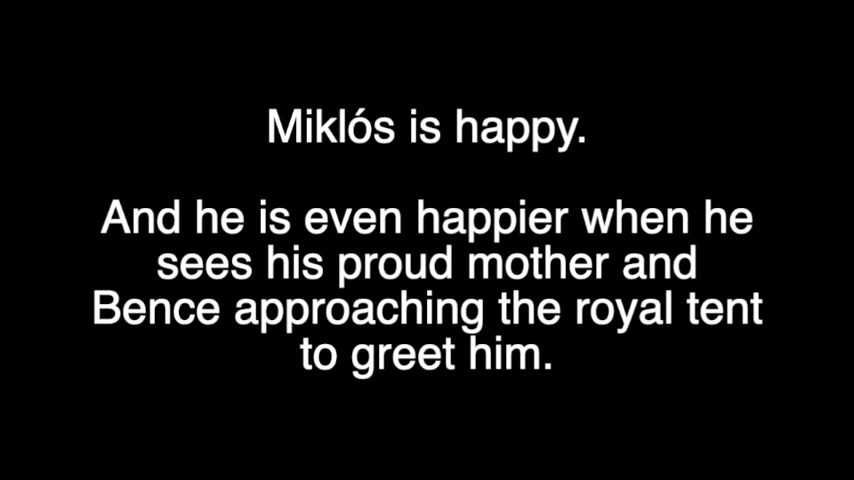 Miklós is happy.
And he is even happier when he
sees his proud mother and
Bence approaching the royal tent
to greet him.